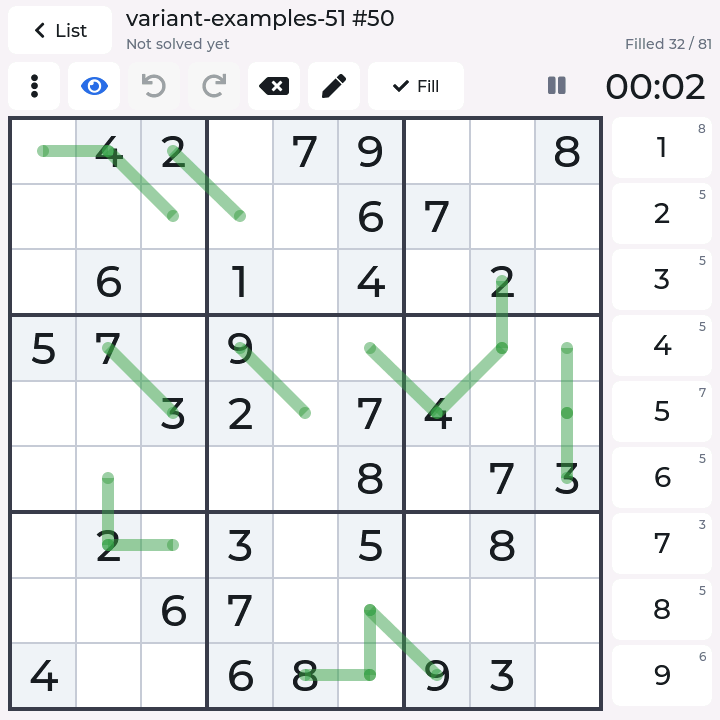 List
variant-examples-51 #50
Not solved yet
Filled 32 / 81
Fill
00:02
4 2 7 9 8
6 7
6 1 4 2
5 7 9
3 2 7 4
8 7 3
2 3 5 8
6 7
4 6 8 9 3
1 8
2 5
3 5
4 5
5 7
6 5
7 3
8 5
9 6